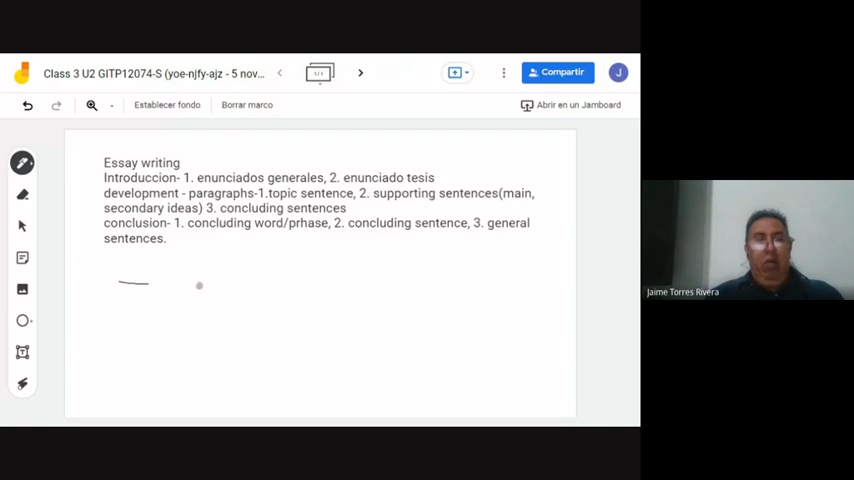 Class 3 U2 GITP12074-S (yoe-njfy-ajz - 5 nov...
1/1
Compartir
J
Establecer fondo
Borrar marco
Abrir en un Jamboard
Essay writing
Introduccion- 1. enunciados generales, 2. enunciado tesis
development - paragraphs-1.topic sentence, 2. supporting sentences(main,
secondary ideas) 3. concluding sentences
conclusion- 1. concluding word/prhase, 2. concluding sentence, 3. general
sentences.
Jaime Torres Rivera